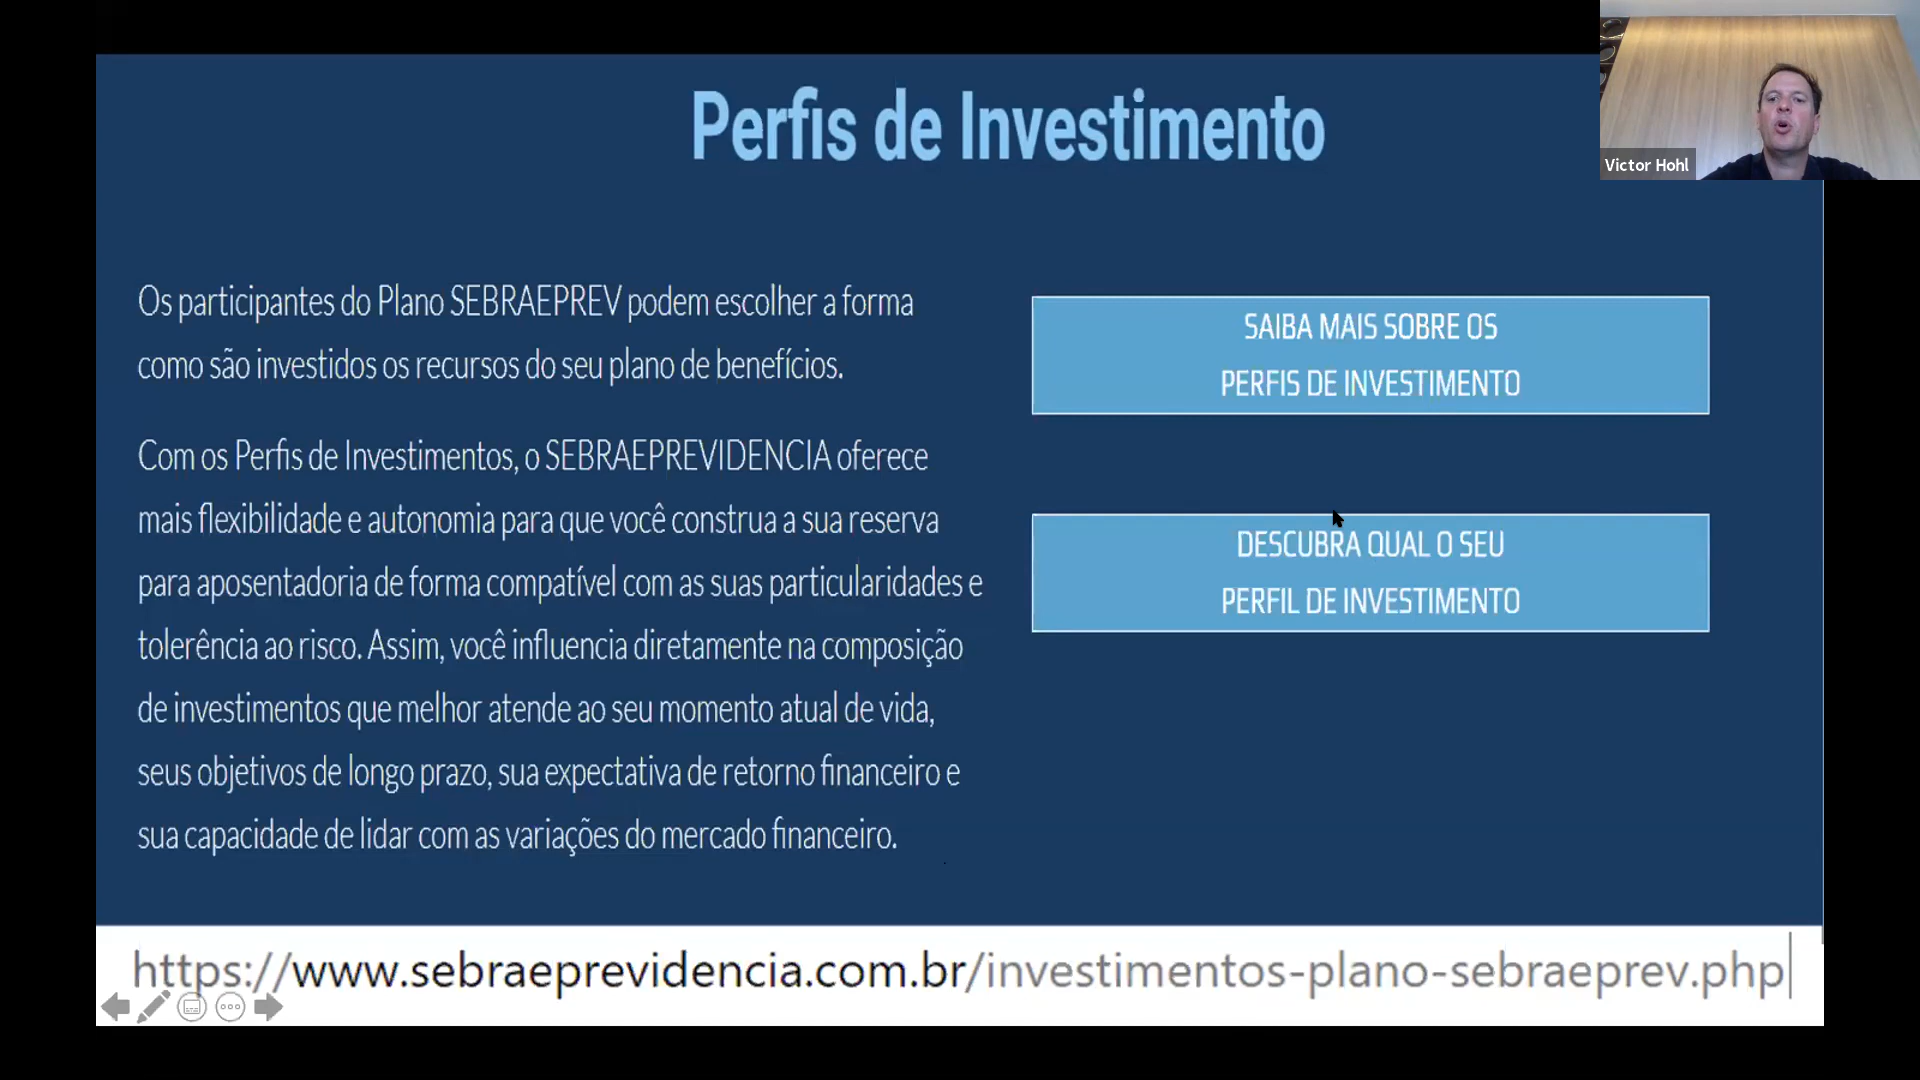 Perfis de Investimento
Victor Hohl
Os participantes do Plano SEBRAEPREV podem escolher a forma
como são investidos os recursos do seu plano de benefícios.
Com os Perfis de Investimentos, o SEBRAEPREVIDENCIA oferece
mais flexibilidade e autonomia para que você construa a sua reserva
para aposentadoria de forma compatível com as suas particularidades e
tolerência ao risco. Assim, você influencia diretamente na composição
de investimentos que melhor atende ao seu momento atual de vida,
seus objetivos de longo prazo, sua expectativa de retorno financeiro e
sua capacidade de lidar com as variações do mercado financeiro.
SAIBA MAIS SOBRE OS
PERFIS DE INVESTIMENTO
DESCUBRA QUAL O SEU
PERFIL DE INVESTIMENTO
https://www.sebraeprevidencia.com.br/investimentos-plano-sebraeprev.php